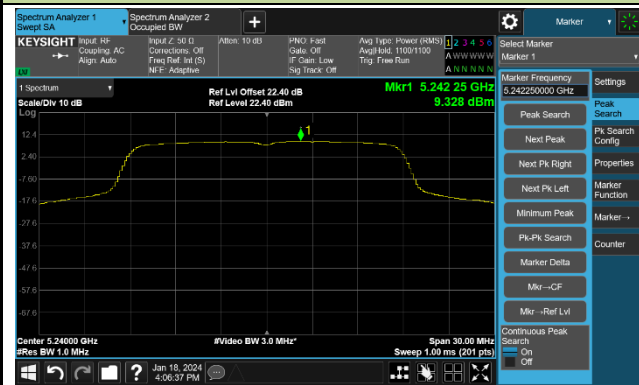 Spectrum Analyzer 1
Swept SA
Spectrum Analyzer 2
Occupied BW
+
Marker
KEYSIGHT
Input: RF
Coupling: AC
Align: Auto
Input Z: 50 Ω
Corrections: Off
Freq Ref: Int (S)
NFE: Adaptive
Atten: 10 dB
PNO: Fast
Gate: Off
IF Gain: Low
Sig Track: Off
Avg Type: Power (RMS)
Avg|Hold: 1100/1100
Trig: Free Run
1 2 3 4 5 6
A W W W W W
A N N N N N
LV
Select Marker
Marker 1
1 Spectrum
Scale/Div 10 dB
Log
Ref Lvl Offset 22.40 dB
Ref Level 22.40 dBm
Mkr1 5.242 25 GHz
9.328 dBm
1
12.4
2.40
-7.60
-17.6
-27.6
-37.6
-47.6
-57.6
-67.6
Center 5.24000 GHz
#Res BW 1.0 MHz
#Video BW 3.0 MHz*
Span 30.00 MHz
Sweep 1.00 ms (201 pts)
Marker Frequency
5.242250000 GHz
Peak Search
Next Peak
Next Pk Right
Next Pk Left
Minimum Peak
Pk-Pk Search
Marker Delta
Mkr→CF
Mkr→Ref Lvl
Continuous Peak
Search
On
Off
Settings
Peak
Search
Pk Search
Config
Properties
Marker
Function
Marker→
Counter
?
Jan 18, 2024
4:06:37 PM